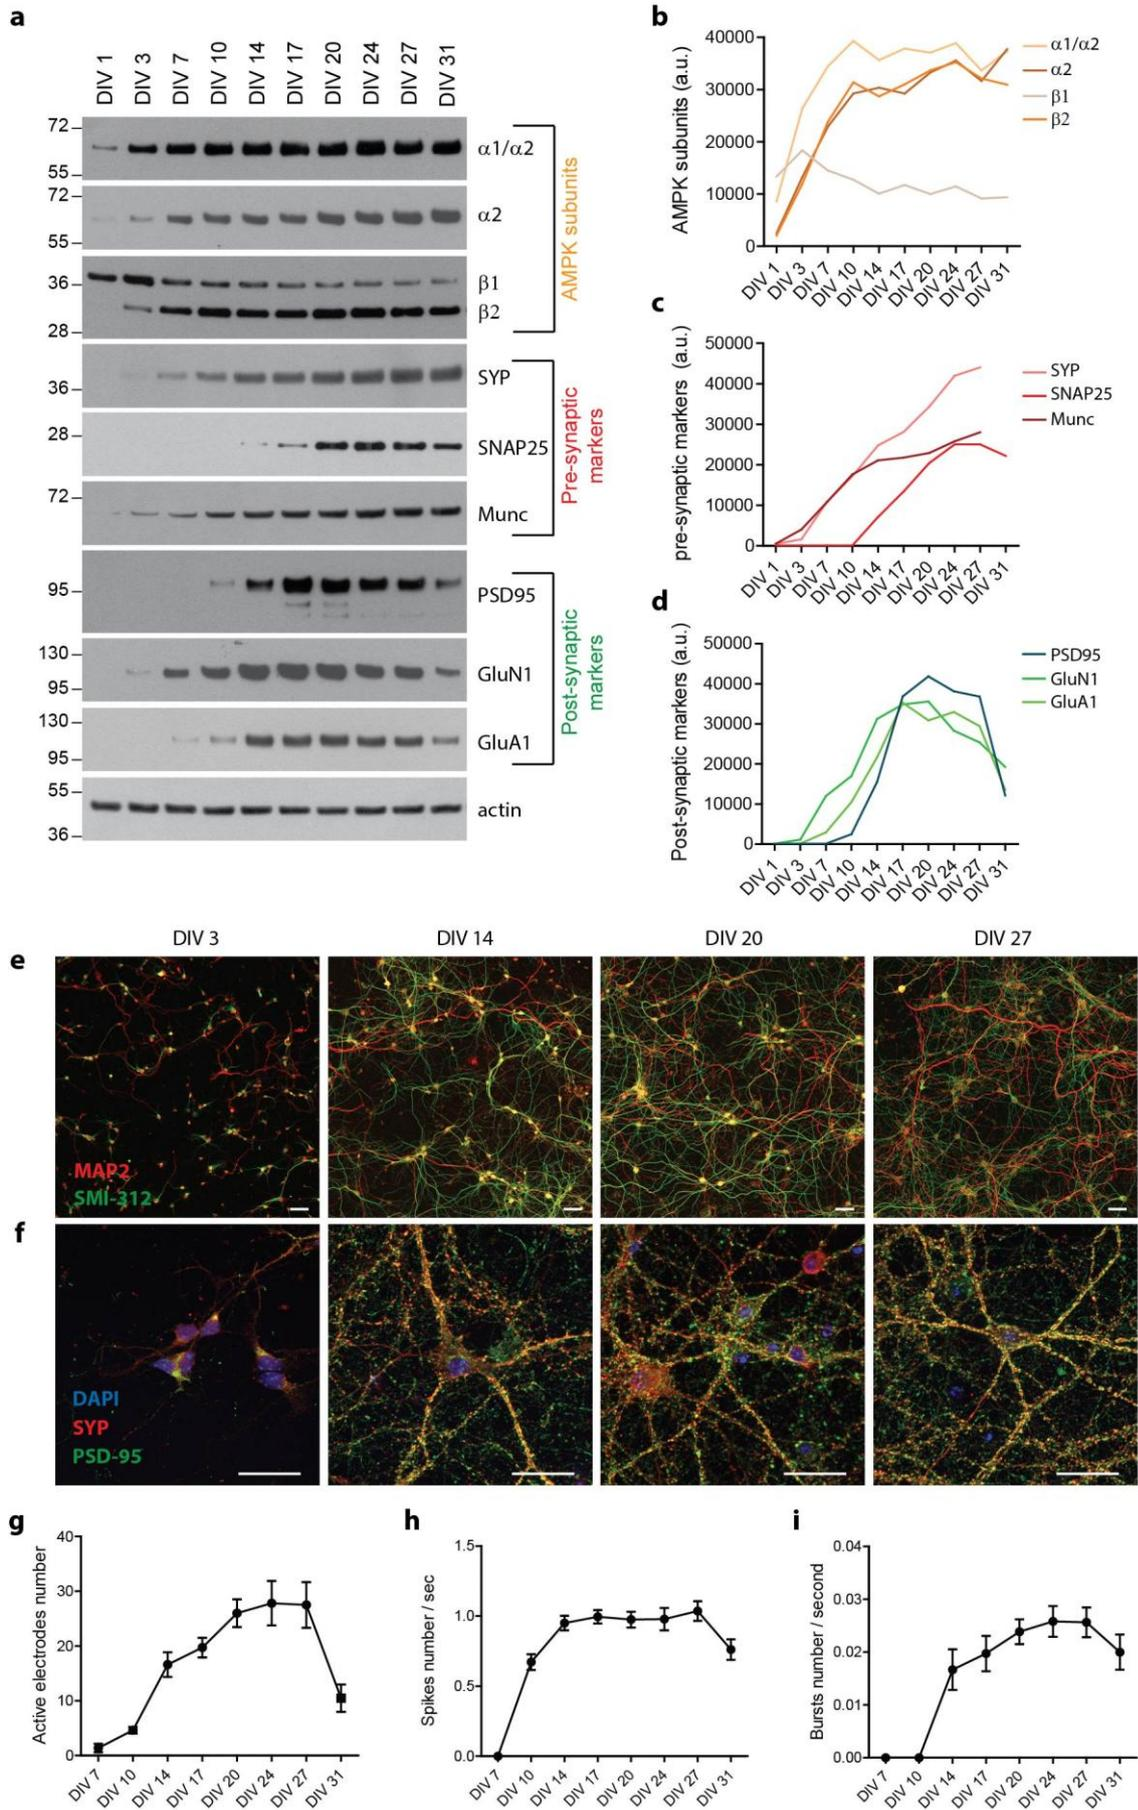 a
DIV 1
DIV 3
DIV 7
DIV 10
DIV 14
DIV 17
DIV 20
DIV 24
DIV 27
DIV 31
72
55
α1/α2
72
55
α2
36
28
β1
β2
AMPK subunits
36
SYP
28
SNAP25
72
Munc
Pre-synaptic
markers
95
PSD95
130
95
GluN1
130
95
GluA1
Post-synaptic
markers
55
36
actin
b
AMPK subunits (a.u.)
40000
30000
20000
10000
0
DIV 1
DIV 3
DIV 7
DIV 10
DIV 14
DIV 17
DIV 20
DIV 24
DIV 27
DIV 31
α1/α2
α2
β1
β2
c
pre-synaptic markers (a.u.)
50000
40000
30000
20000
10000
0
DIV 1
DIV 3
DIV 7
DIV 10
DIV 14
DIV 17
DIV 20
DIV 24
DIV 27
DIV 31
SYP
SNAP25
Munc
d
Post-synaptic markers (a.u.)
50000
40000
30000
20000
10000
0
DIV 1
DIV 3
DIV 7
DIV 10
DIV 14
DIV 17
DIV 20
DIV 24
DIV 27
DIV 31
PSD95
GluN1
GluA1
DIV 3
DIV 14
DIV 20
DIV 27
e
MAP2
SMI-312
f
DAPI
SYP
PSD-95
g
Active electrodes number
40
30
20
10
0
DIV 7
DIV 10
DIV 14
DIV 17
DIV 20
DIV 24
DIV 27
DIV 31
h
Spikes number / sec
1.5
1.0
0.5
0.0
DIV 7
DIV 10
DIV 14
DIV 17
DIV 20
DIV 24
DIV 27
DIV 31
i
Bursts number / second
0.04
0.03
0.02
0.01
0.00
DIV 7
DIV 10
DIV 14
DIV 17
DIV 20
DIV 24
DIV 27
DIV 31